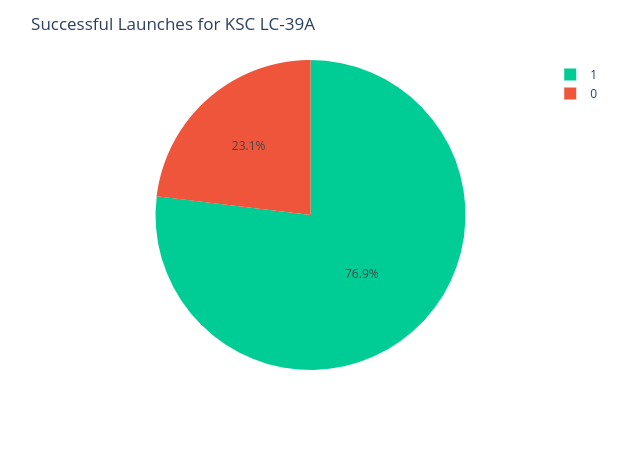 Successful Launches for KSC LC-39A
1
0
23.1%
76.9%